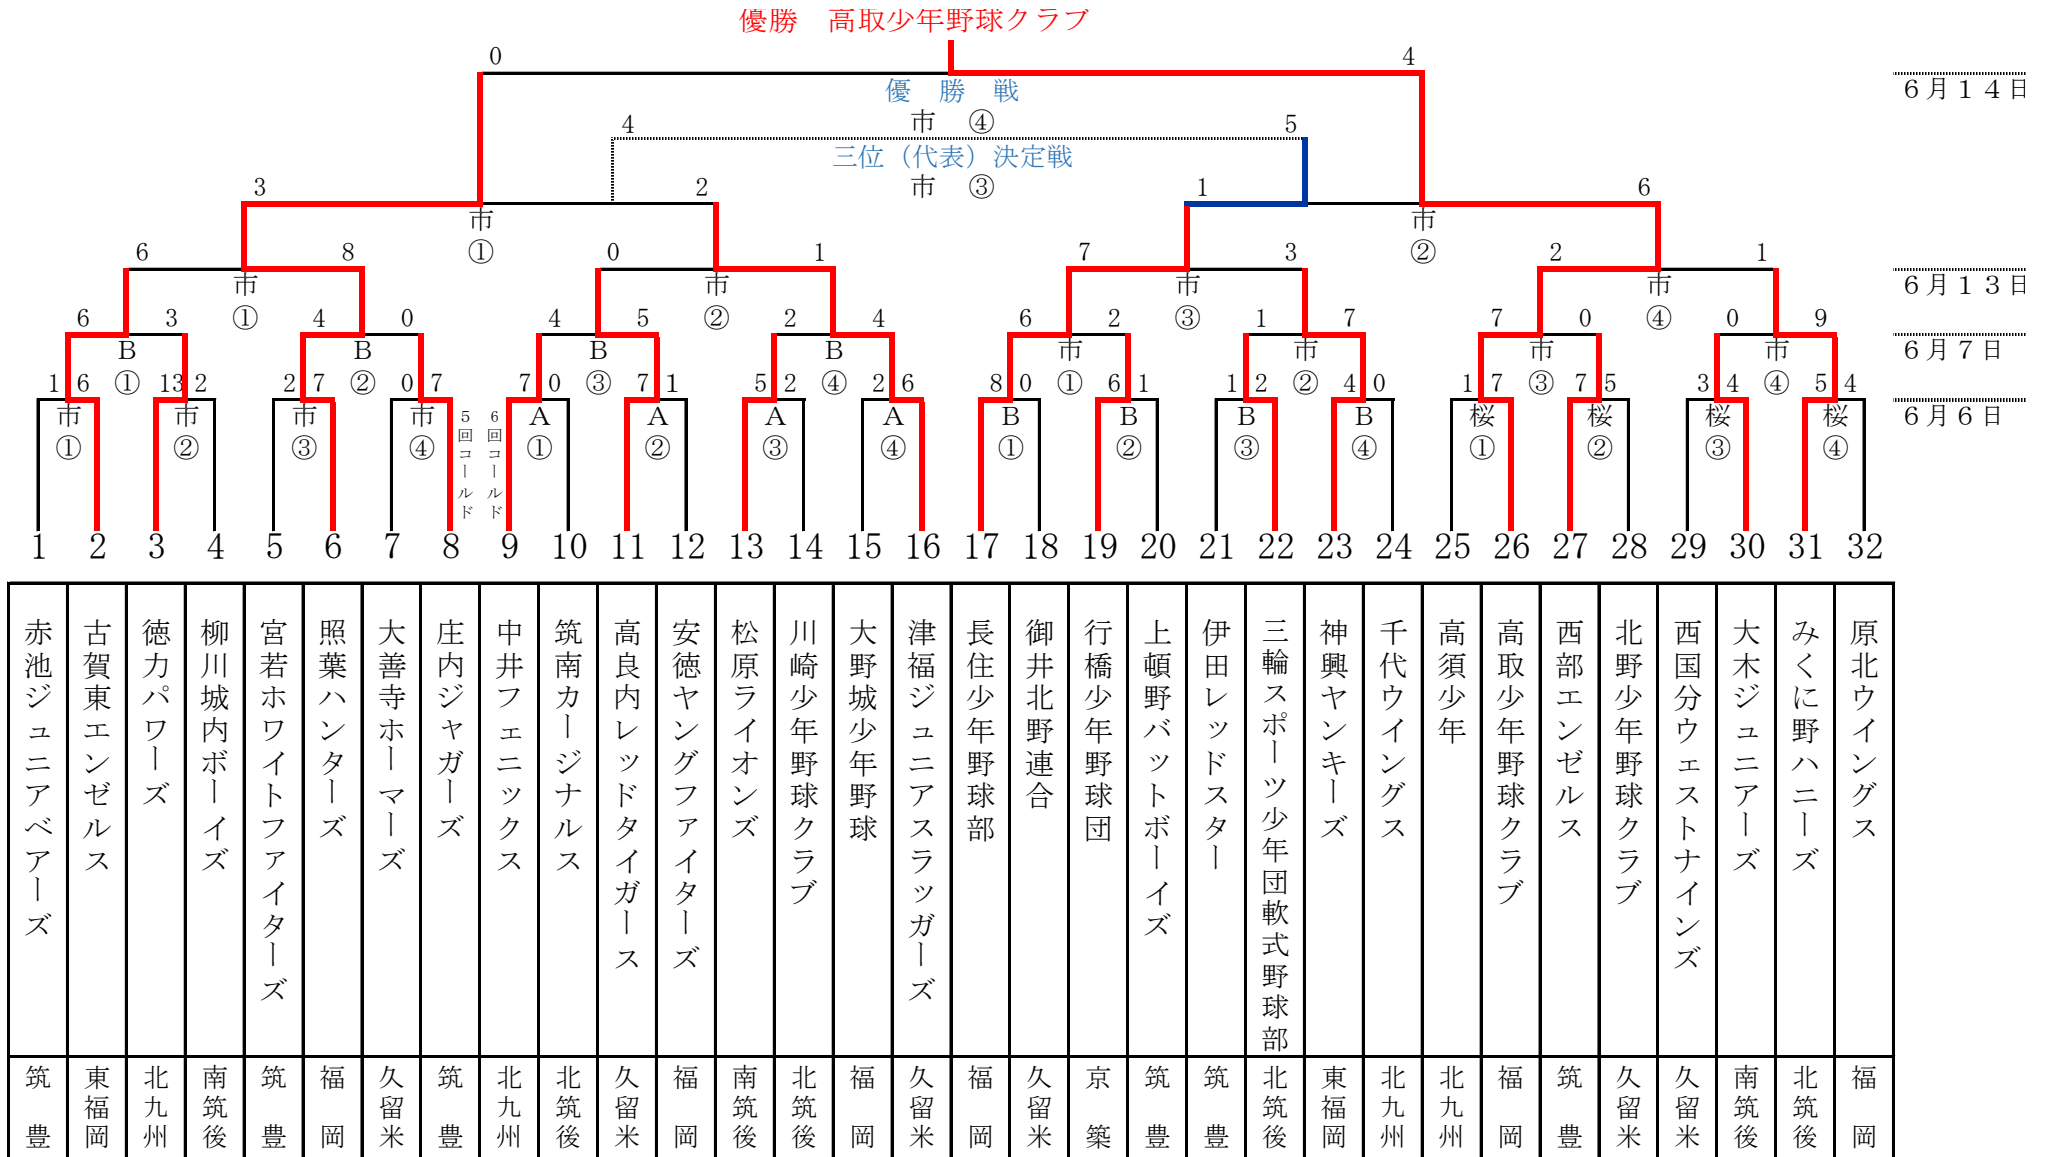 優勝　高取少年野球クラブ
0 4
６月１４日
優　勝　戦
市　④
4 5
三位（代表）決定戦
市　③
3 2 1 6
市 市
① ②
6 8 0 1 7 3 2 1
６月１３日
市 市 市 市
① ② ③ ④
6 3 4 0 4 5 2 4 6 2 1 7 7 0 0 9
６月７日
B B B B 市 市 市 市
① ② ③ ④ ① ② ③ ④
1 6 13 2 2 7 0 7 7 0 7 1 5 2 2 6 8 0 6 1 1 2 4 0 1 7 7 5 3 4 5 4
６月６日
市 市 市 市 A A A A B B B B 桜 桜 桜 桜
① ② ③ ④ ① ② ③ ④ ① ② ③ ④ ① ② ③ ④
5回コールド
6回コールド
1 2 3 4 5 6 7 8 9 10 11 12 13 14 15 16 17 18 19 20 21 22 23 24 25 26 27 28 29 30 31 32
赤池ジュニアベアーズ
古賀東エンゼルス
徳力パワーズ
柳川城内ボーイズ
宮若ホワイトファイターズ
照葉ハンターズ
大善寺ホーマーズ
庄内ジャガーズ
中井フェニックス
筑南カージナルス
高良内レッドタイガース
安徳ヤングファイターズ
松原ライオンズ
川崎少年野球クラブ
大野城少年野球
津福ジュニアスラッガーズ
長住少年野球部
御井北野連合
行橋少年野球団
上頓野バットボーイズ
伊田レッドスター
三輪スポーツ少年団軟式野球部
神興ヤンキーズ
千代ウイングス
高須少年
高取少年野球クラブ
西部エンゼルス
北野少年野球クラブ
西国分ウェストナインズ
大木ジュニアーズ
みくに野ハニーズ
原北ウイングス
筑　豊
東福岡
北九州
南筑後
筑　豊
福　岡
久留米
筑　豊
北九州
北筑後
久留米
福　岡
南筑後
北筑後
福　岡
久留米
福　岡
久留米
京　築
筑　豊
筑　豊
北筑後
東福岡
北九州
北九州
福　岡
筑　豊
久留米
久留米
南筑後
北筑後
福　岡